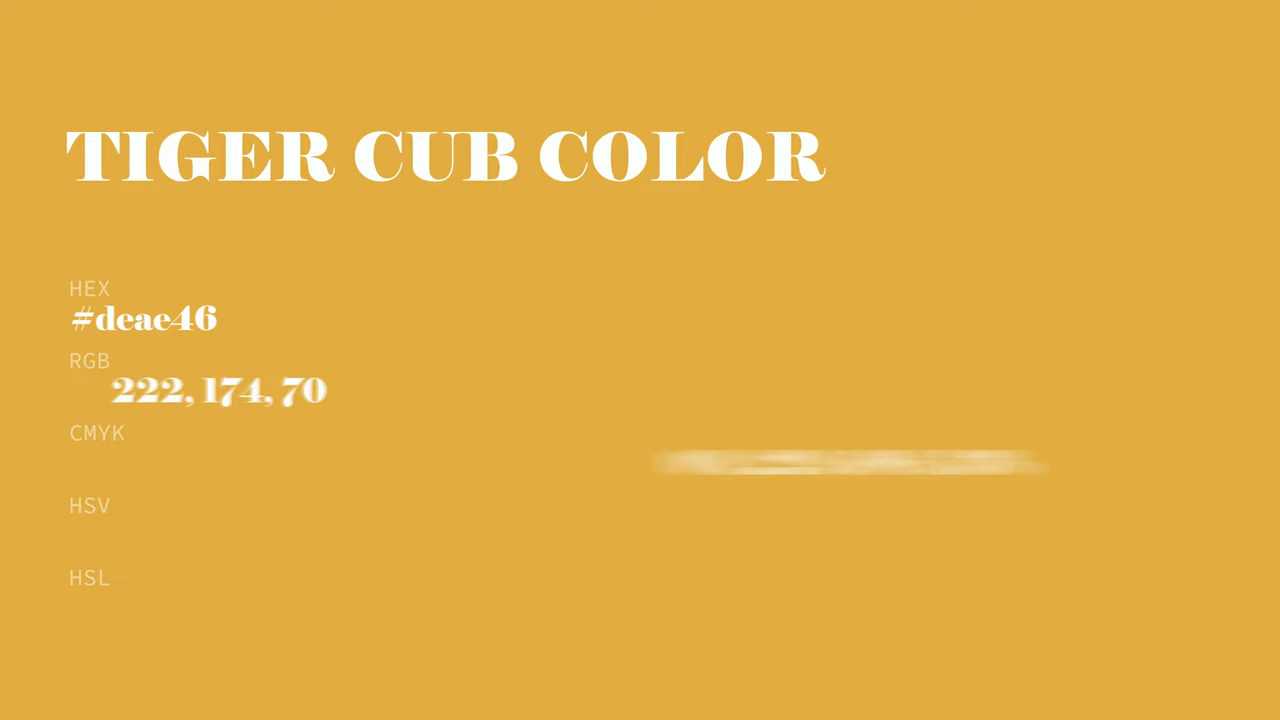 TIGER CUB COLOR
HEX
#deae46
RGB
222, 174, 70
CMYK
HSV
HSL